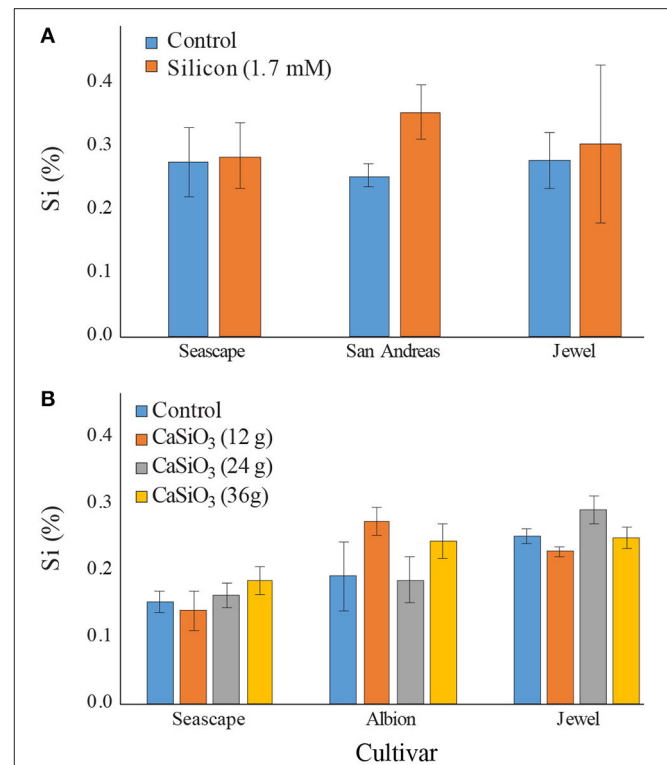 A
Control
Silicon (1.7 mM)
0.4
0.3
0.2
0.1
0.0
Si (%)
Seascape San Andreas Jewel
B
Control
CaSiO3 (12 g)
CaSiO3 (24 g)
CaSiO3 (36g)
0.4
0.3
0.2
0.1
0.0
Si (%)
Seascape Albion Jewel
Cultivar